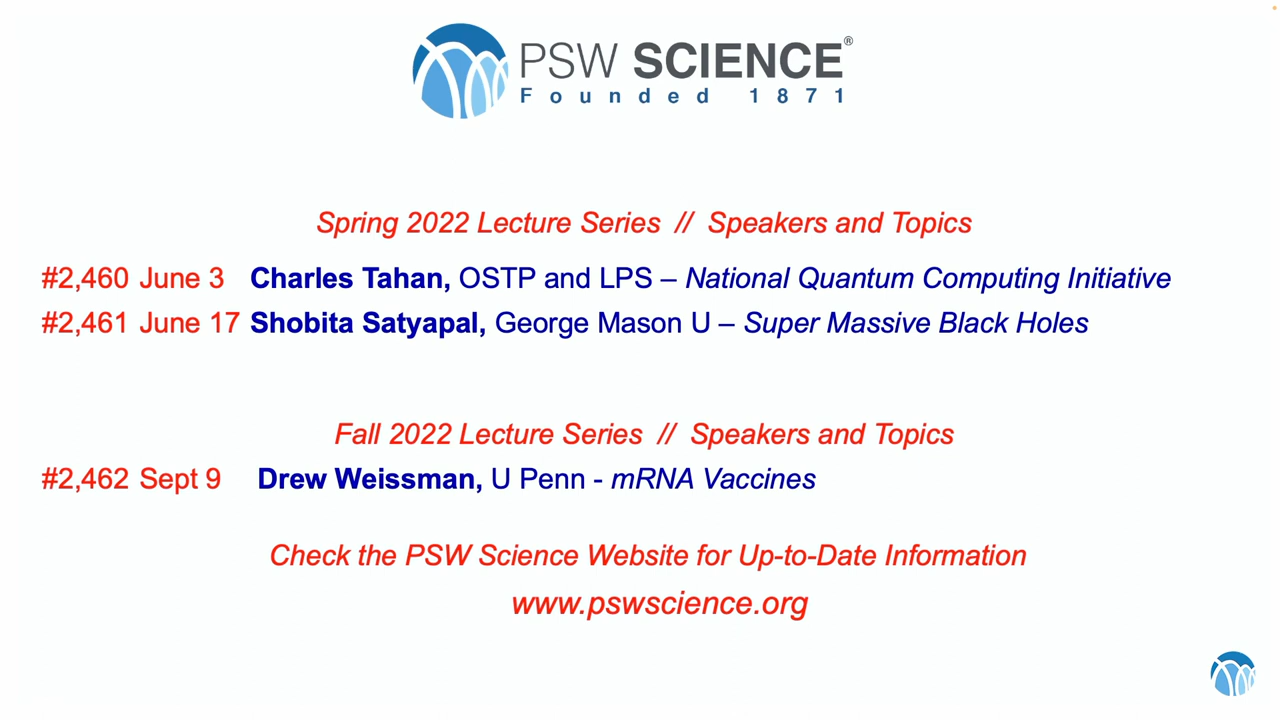 PSW SCIENCE®
Founded 1871
Spring 2022 Lecture Series // Speakers and Topics
#2,460 June 3 Charles Tahan, OSTP and LPS – National Quantum Computing Initiative
#2,461 June 17 Shobita Satyapal, George Mason U – Super Massive Black Holes
Fall 2022 Lecture Series // Speakers and Topics
#2,462 Sept 9 Drew Weissman, U Penn - mRNA Vaccines
Check the PSW Science Website for Up-to-Date Information
www.pswscience.org